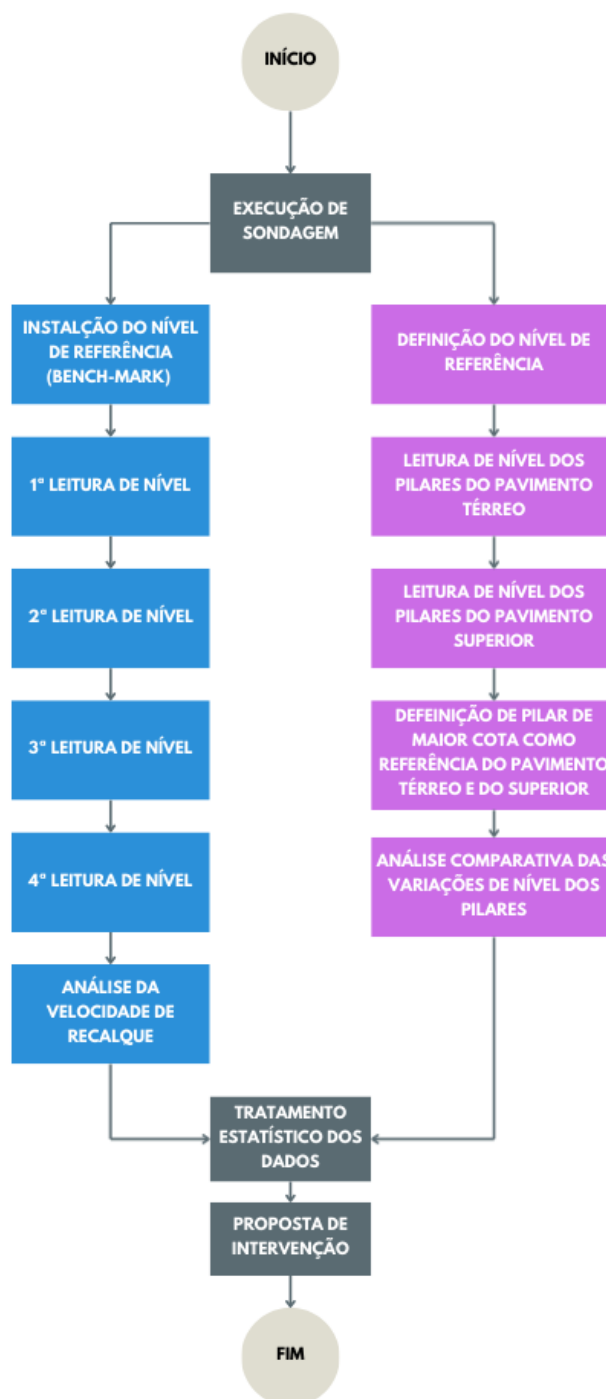 INÍCIO
EXECUÇÃO DE
SONDAGEM
INSTALÇÃO DO NÍVEL
DE REFERÊNCIA
(BENCH-MARK)
1ª LEITURA DE NÍVEL
2ª LEITURA DE NÍVEL
3ª LEITURA DE NÍVEL
4ª LEITURA DE NÍVEL
ANÁLISE DA
VELOCIDADE DE
RECALQUE
DEFINIÇÃO DO NÍVEL DE
REFERÊNCIA
LEITURA DE NÍVEL DOS
PILARES DO PAVIMENTO
TÉRREO
LEITURA DE NÍVEL DOS
PILARES DO PAVIMENTO
SUPERIOR
DEFEINIÇÃO DE PILAR DE
MAIOR COTA COMO
REFERÊNCIA DO PAVIMENTO
TÉRREO E DO SUPERIOR
ANÁLISE COMPARATIVA DAS
VARIAÇÕES DE NÍVEL DOS
PILARES
TRATAMENTO
ESTATÍSTICO DOS
DADOS
PROPOSTA DE
INTERVENÇÃO
FIM